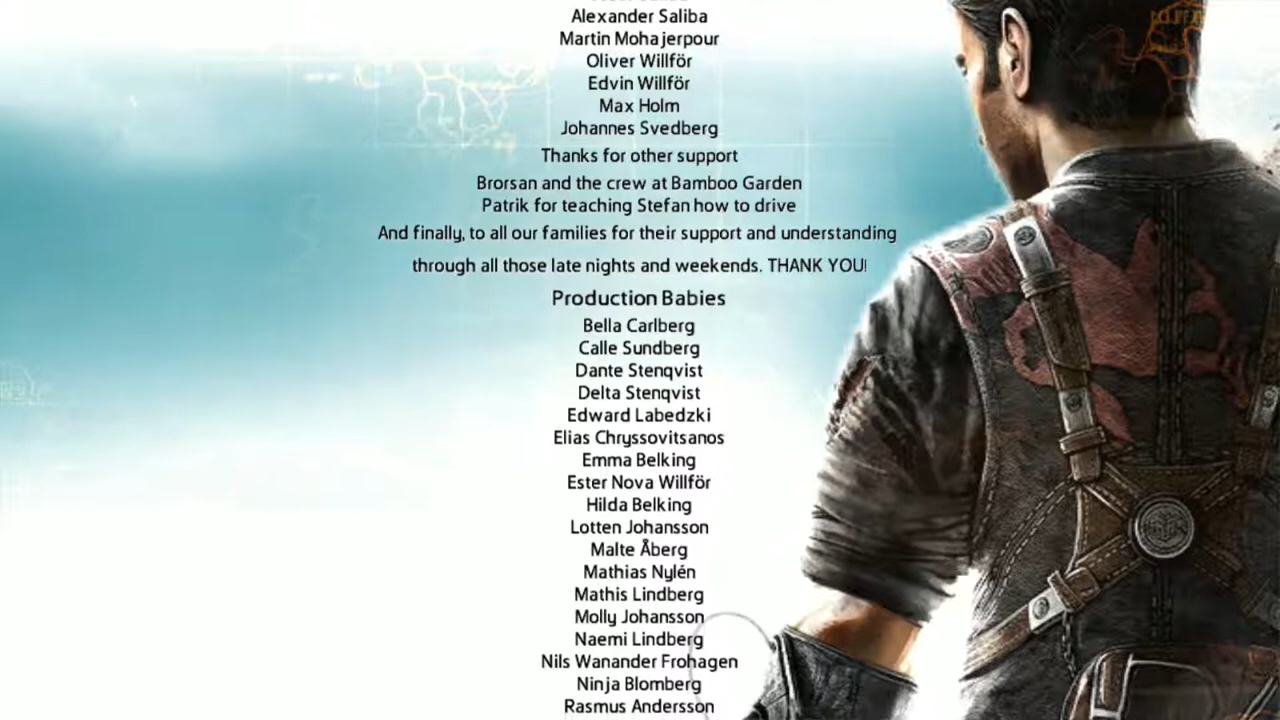 Alexander Saliba
Martin Mohajerpour
Oliver Willför
Edvin Willför
Max Holm
Johannes Svedberg
Thanks for other support
Brorsan and the crew at Bamboo Garden
Patrik for teaching Stefan how to drive
And finally, to all our families for their support and understanding
through all those late nights and weekends. THANK YOU!
Production Babies
Bella Carlberg
Calle Sundberg
Dante Stenqvist
Delta Stenqvist
Edward Labedzki
Elias Chryssovitsanos
Emma Belking
Ester Nova Willför
Hilda Belking
Lotten Johansson
Malte Åberg
Mathias Nylén
Mathis Lindberg
Molly Johansson
Naemi Lindberg
Nils Wanander Frohagen
Ninja Blomberg
Rasmus Andersson